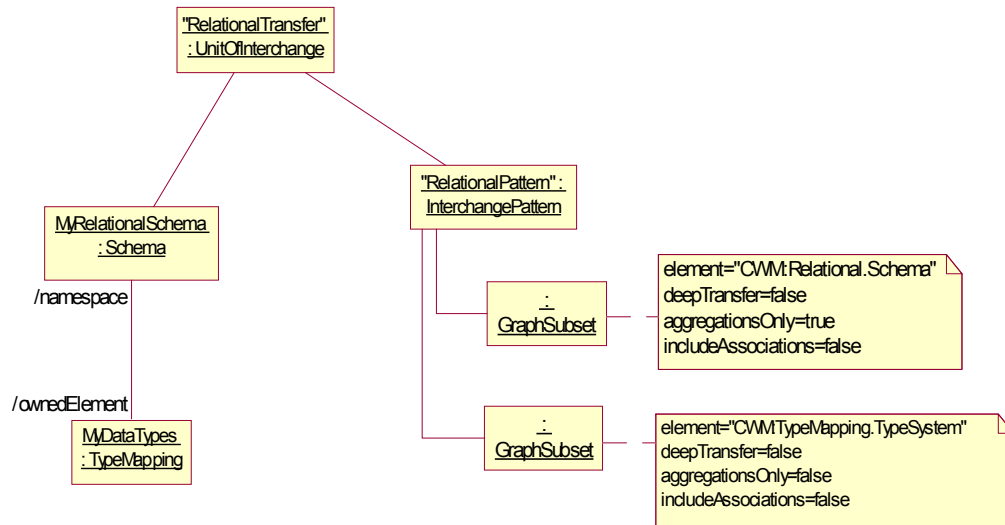 "RelationalTransfer"
: UnitOfInterchange
"RelationalPattern" :
InterchangePattern
MyRelationalSchema
: Schema
/namespace
element="CWM:Relational.Schema"
deepTransfer=false
aggregationsOnly=true
includeAssociations=false
:
GraphSubset
/ownedElement
MyDataTypes
: TypeMapping
:
GraphSubset
element="CWM:TypeMapping.TypeSystem"
deepTransfer=false
aggregationsOnly=false
includeAssociations=false